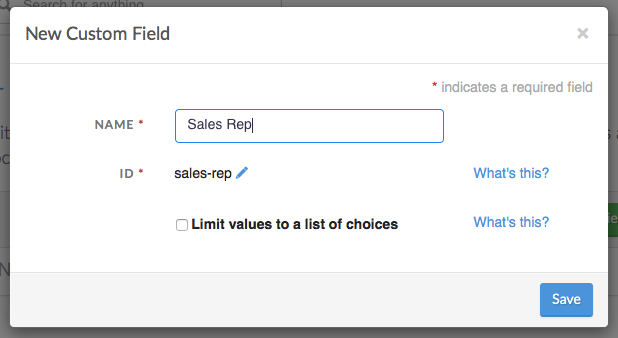 Search for anything
New Custom Field ×
* indicates a required field
NAME * Sales Rep
ID * sales-rep What's this?
Limit values to a list of choices What's this?
Save